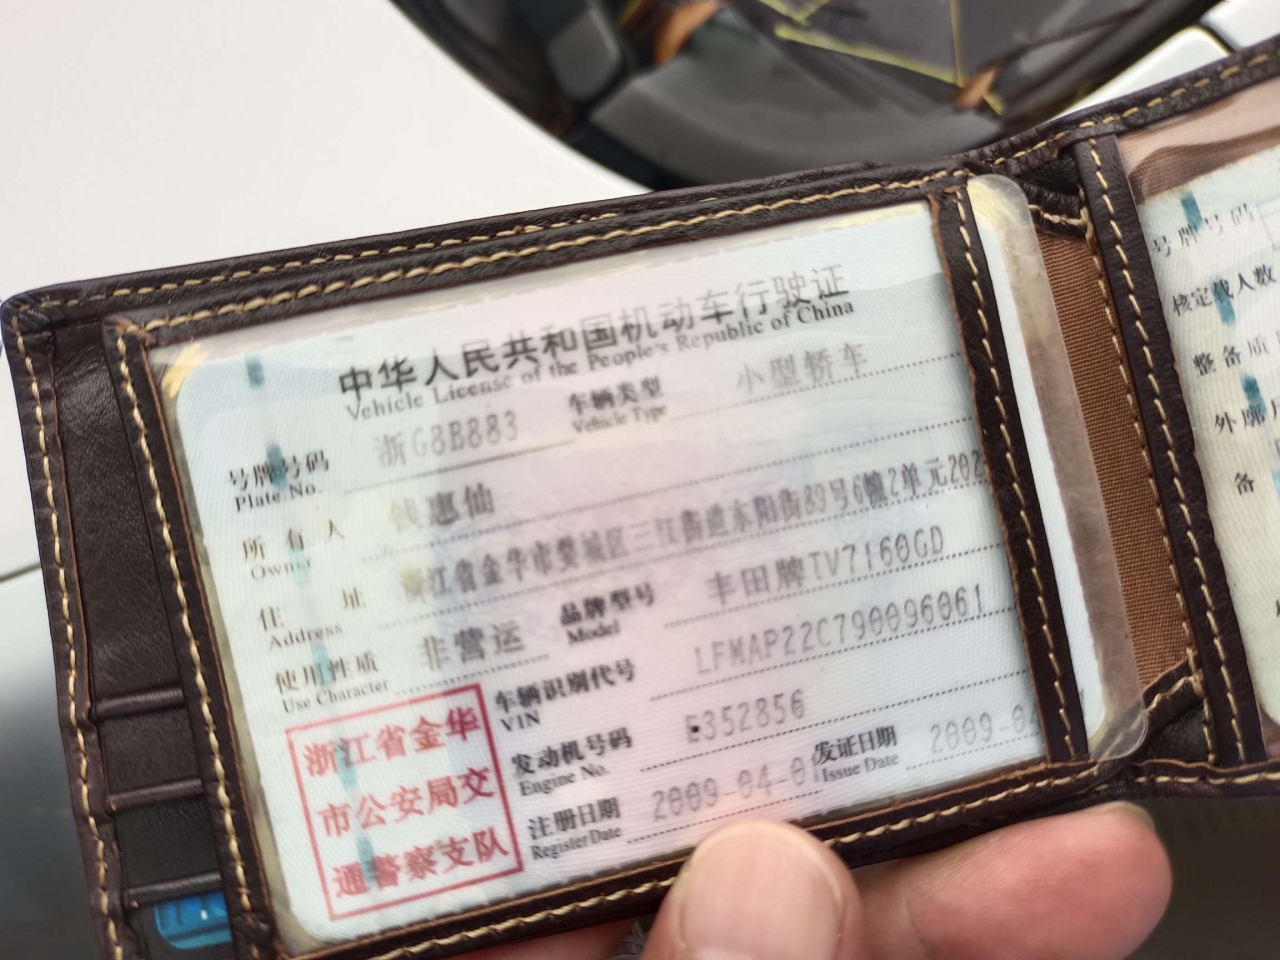 中华人民共和国机动车行驶证
Vehicle License of the People's Republic of China
号牌号码 浙G8B883 车辆类型 小型轿车
Plate No. Vehicle Type
所有人 钱惠仙
Owner
住址 浙江省金华市婺城区三江街道东阳街89号6幢2单元202
Address
使用性质 非营运 品牌型号 丰田牌TV7160GD
Use Character Model
车辆识别代号 LFMAP22C790096061
VIN
发动机号码 E352856
Engine No.
注册日期 2009-04-0 发证日期 2009-04
Register Date Issue Date
浙江省金华
市公安局交
通警察支队
号牌号码
核定载人数
整备质
外廓
备